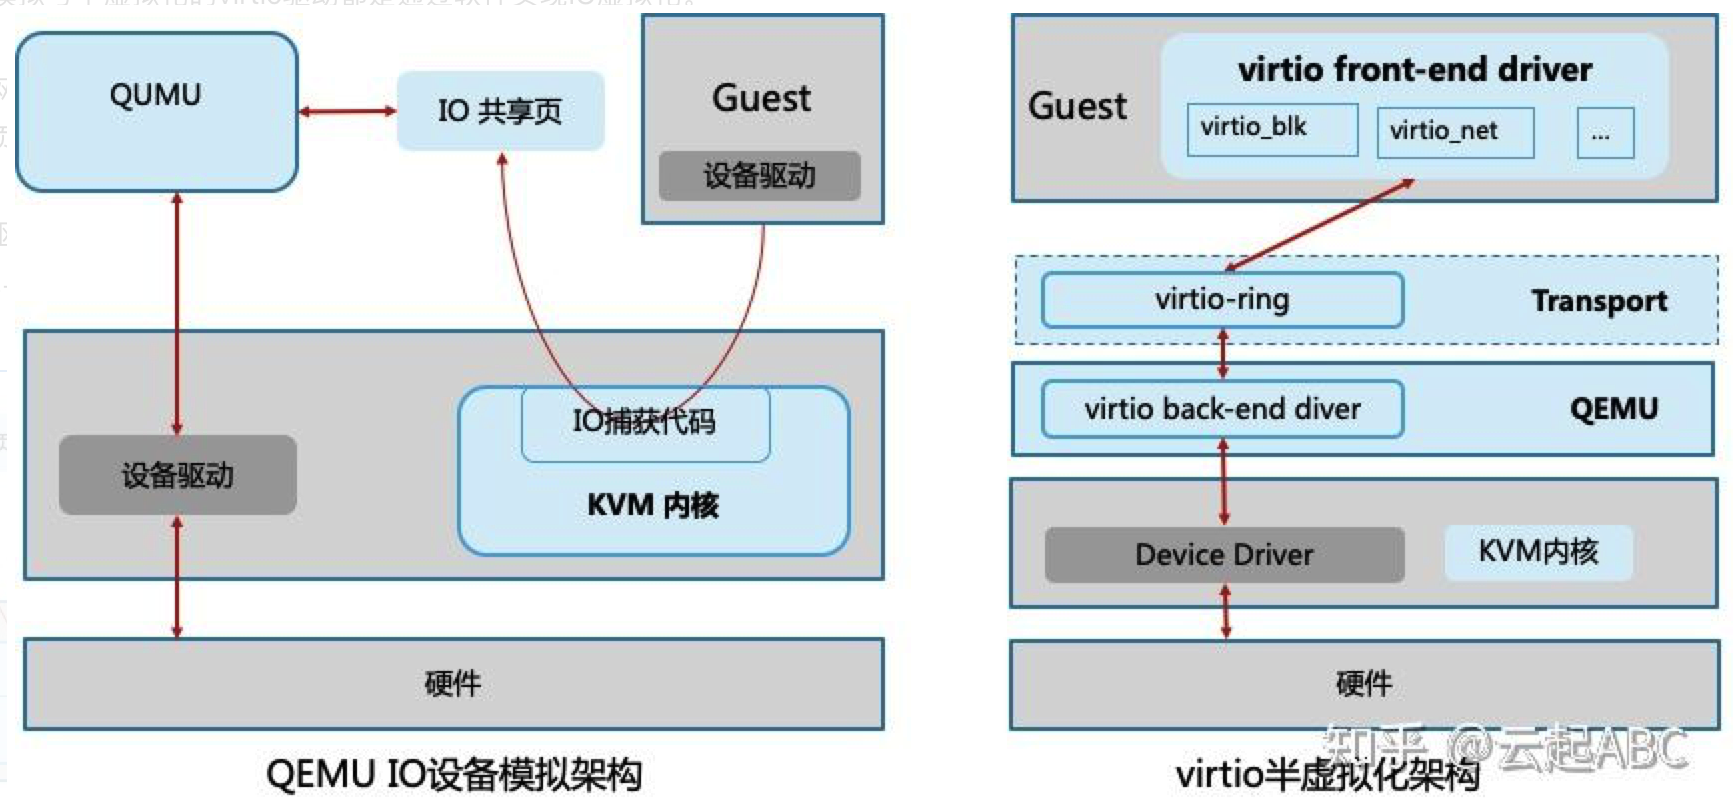 QUMU
IO 共享页
Guest
设备驱动
IO捕获代码
KVM 内核
设备驱动
硬件
QEMU IO设备模拟架构
Guest
virtio front-end driver
virtio_blk
virtio_net
...
virtio-ring
Transport
virtio back-end diver
QEMU
Device Driver
KVM内核
硬件
知乎 @云起ABC
virtio半虚拟化架构